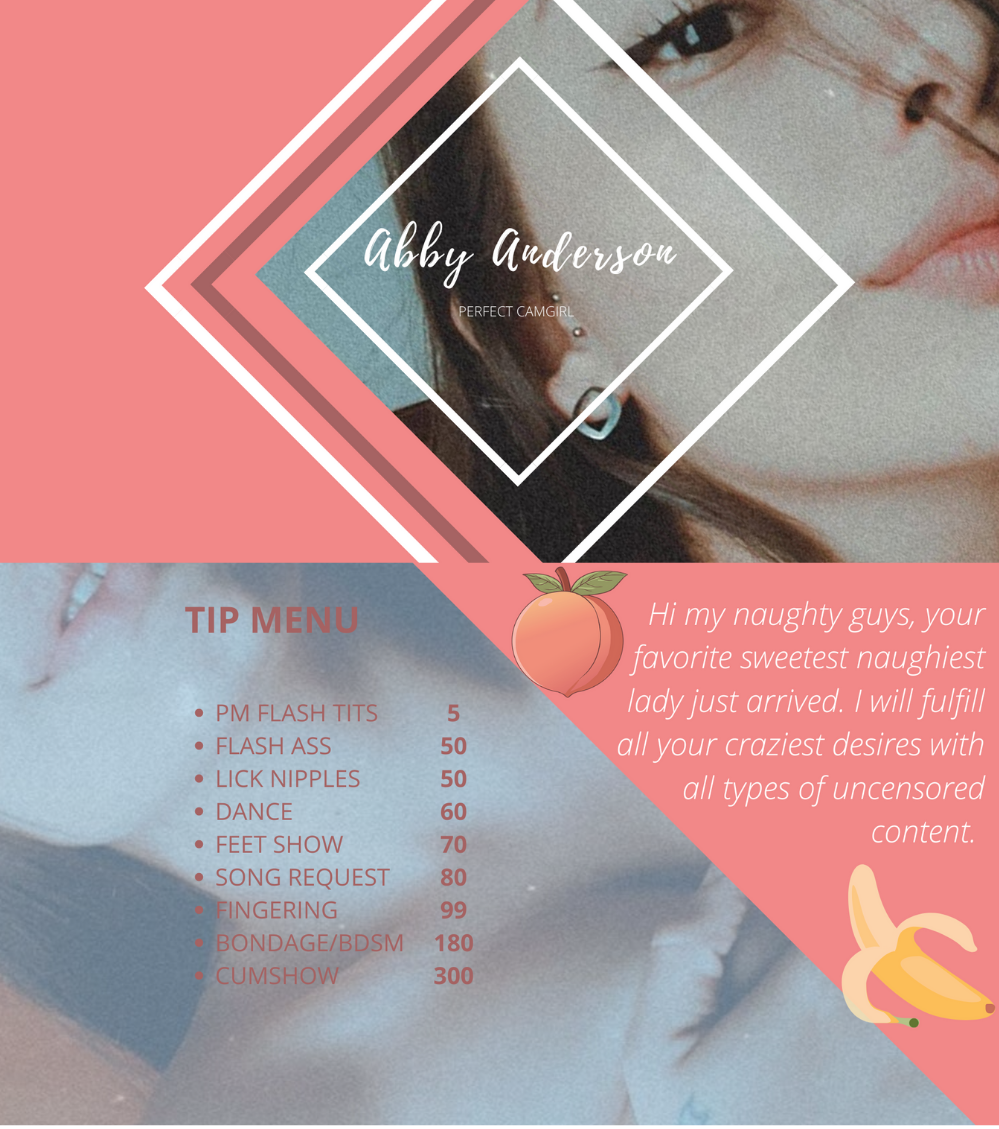 Abby Anderson
PERFECT CAMGIRL
TIP MENU
PM FLASH TITS 5
FLASH ASS 50
LICK NIPPLES 50
DANCE 60
FEET SHOW 70
SONG REQUEST 80
FINGERING 99
BONDAGE/BDSM 180
CUMSHOW 300
Hi my naughty guys, your
favorite sweetest naughiest
lady just arrived. I will fulfill
all your craziest desires with
all types of uncensored
content.